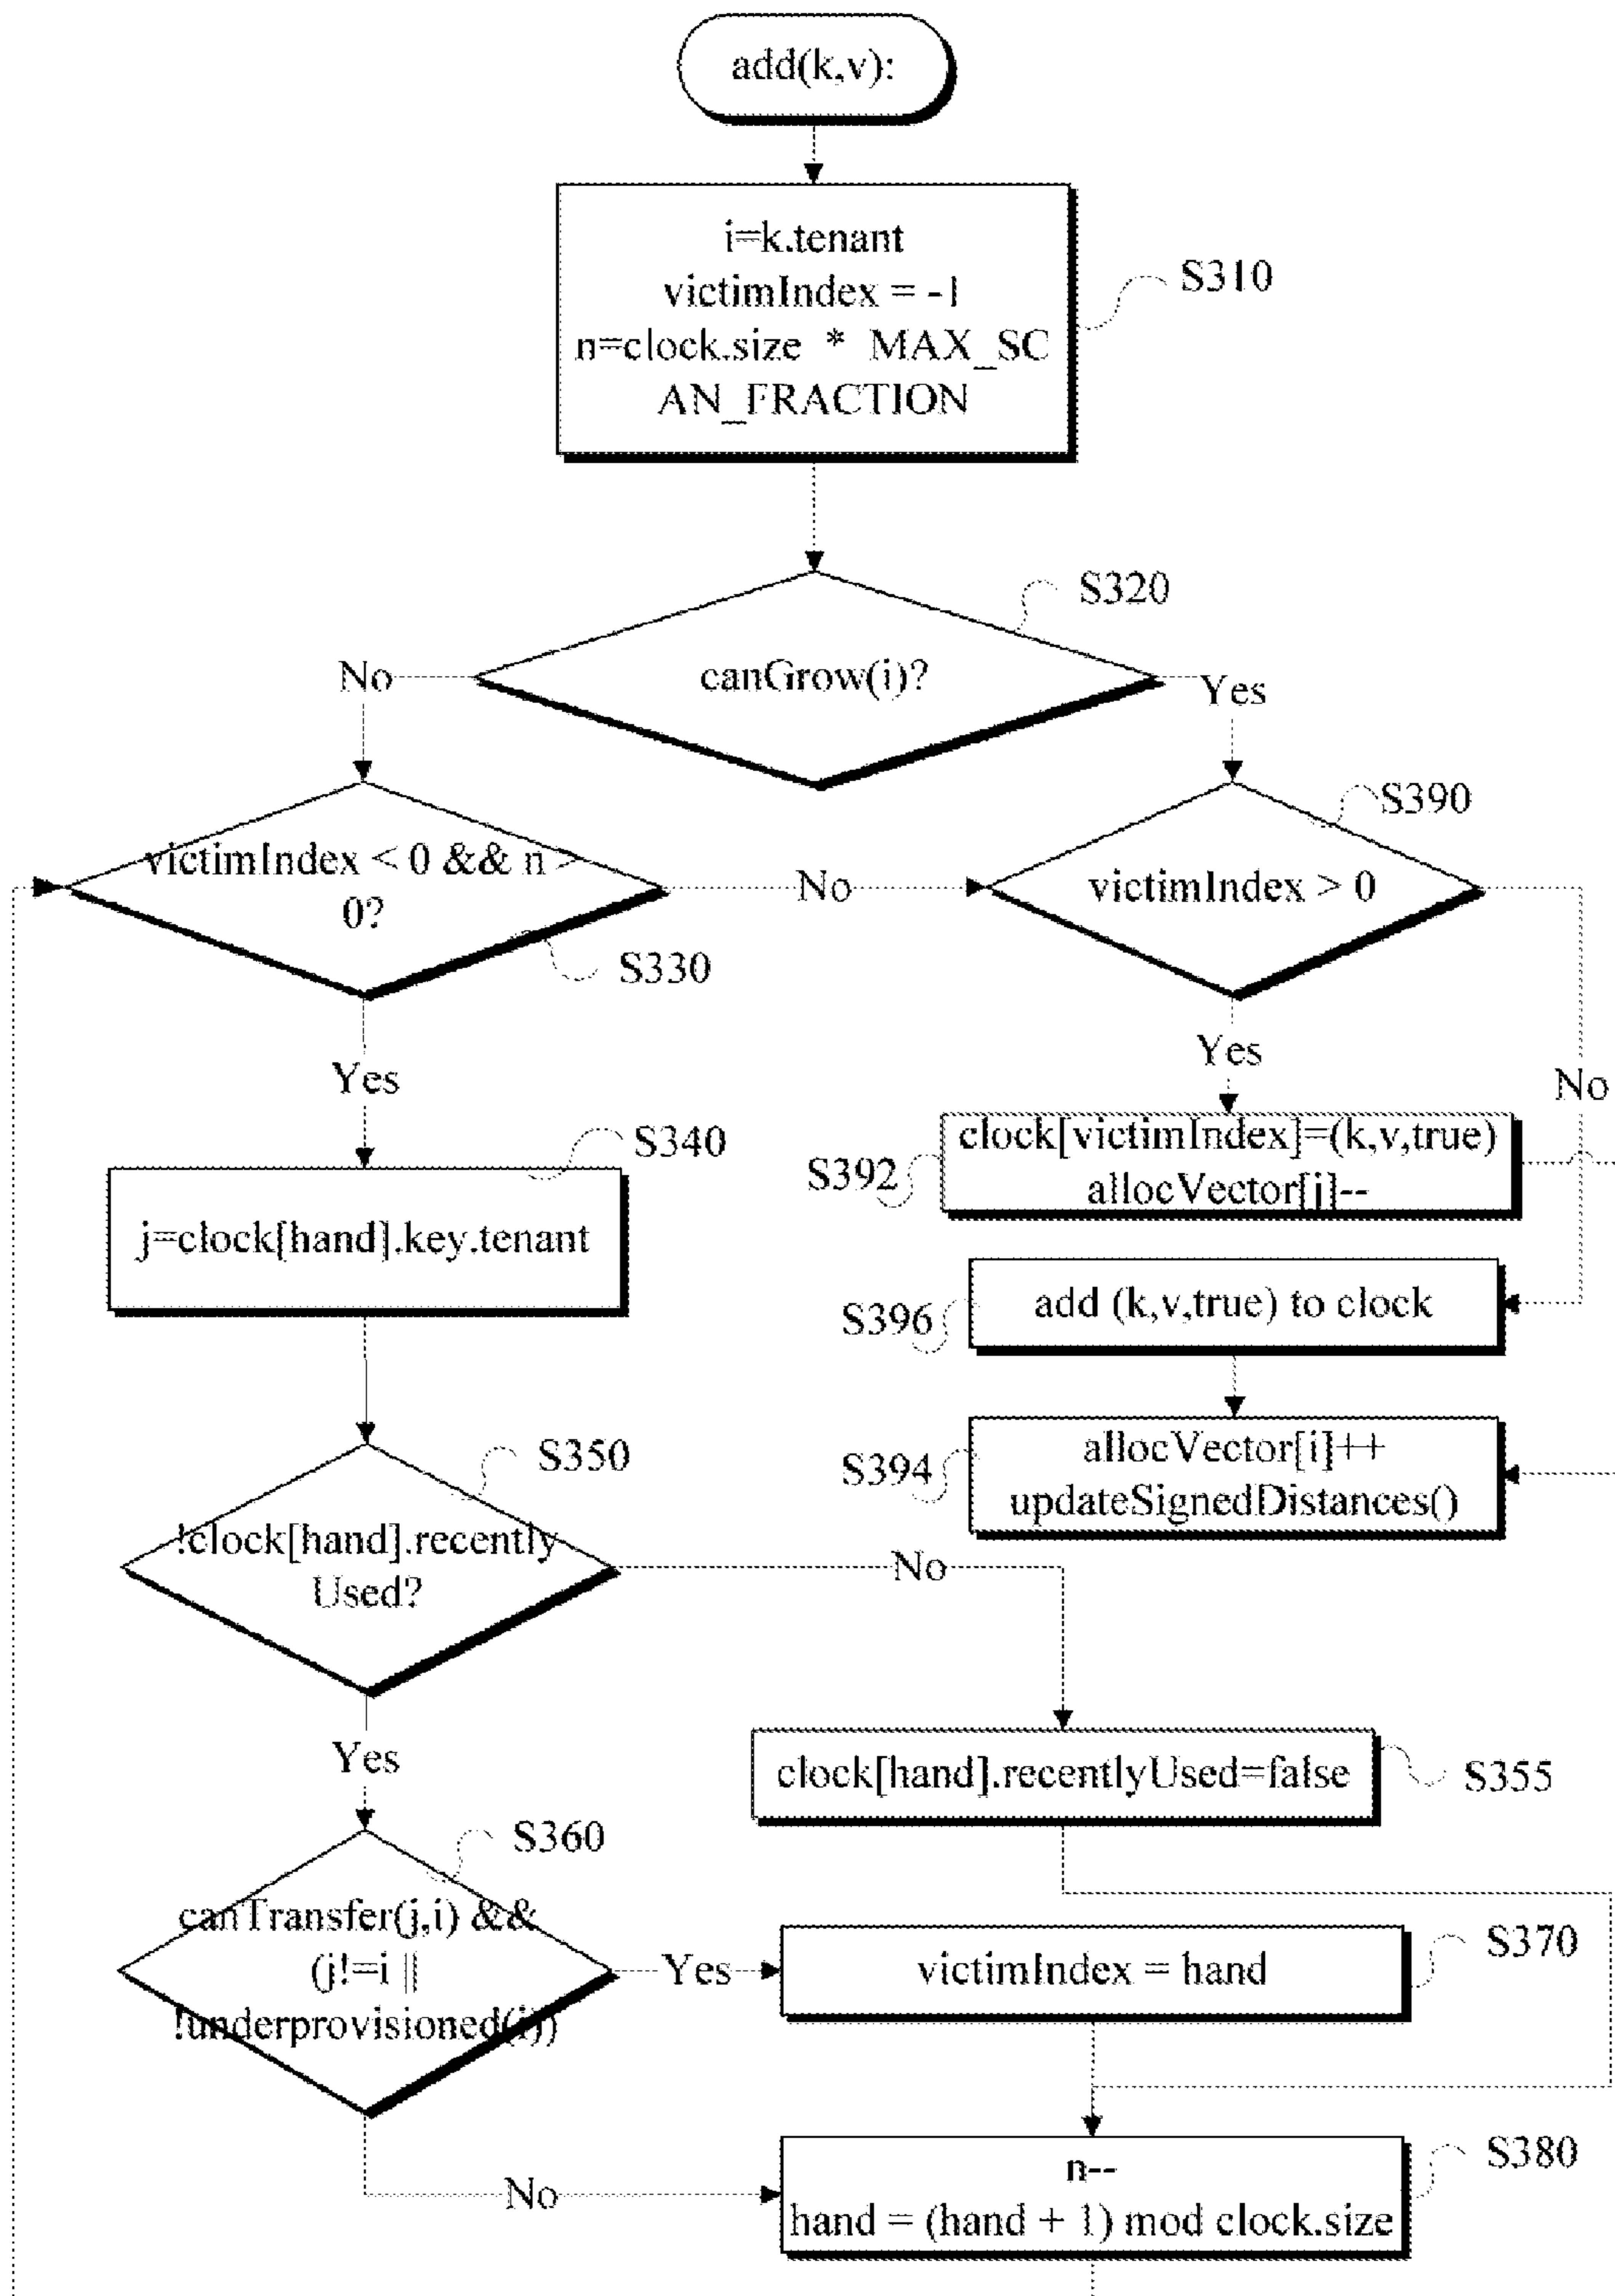 add(k,v):
i=k.tenant
victimIndex = -1
n=clock.size * MAX_SC
AN_FRACTION
S310
canGrow(i)?
S320
No
Yes
victimIndex < 0 && n >
0?
S330
No
victimIndex > 0
S390
Yes
Yes
No
j=clock[hand].key.tenant
S340
clock[victimIndex]=(k,v,true)
allocVector[j]--
S392
add (k,v,true) to clock
S396
allocVector[i]++
updateSignedDistances()
S394
!clock[hand].recently
Used?
S350
No
Yes
clock[hand].recentlyUsed=false
S355
canTransfer(j,i) &&
(j!=i ||
!underprovisioned(i))
S360
Yes
victimIndex = hand
S370
No
n--
hand = (hand + 1) mod clock.size
S380